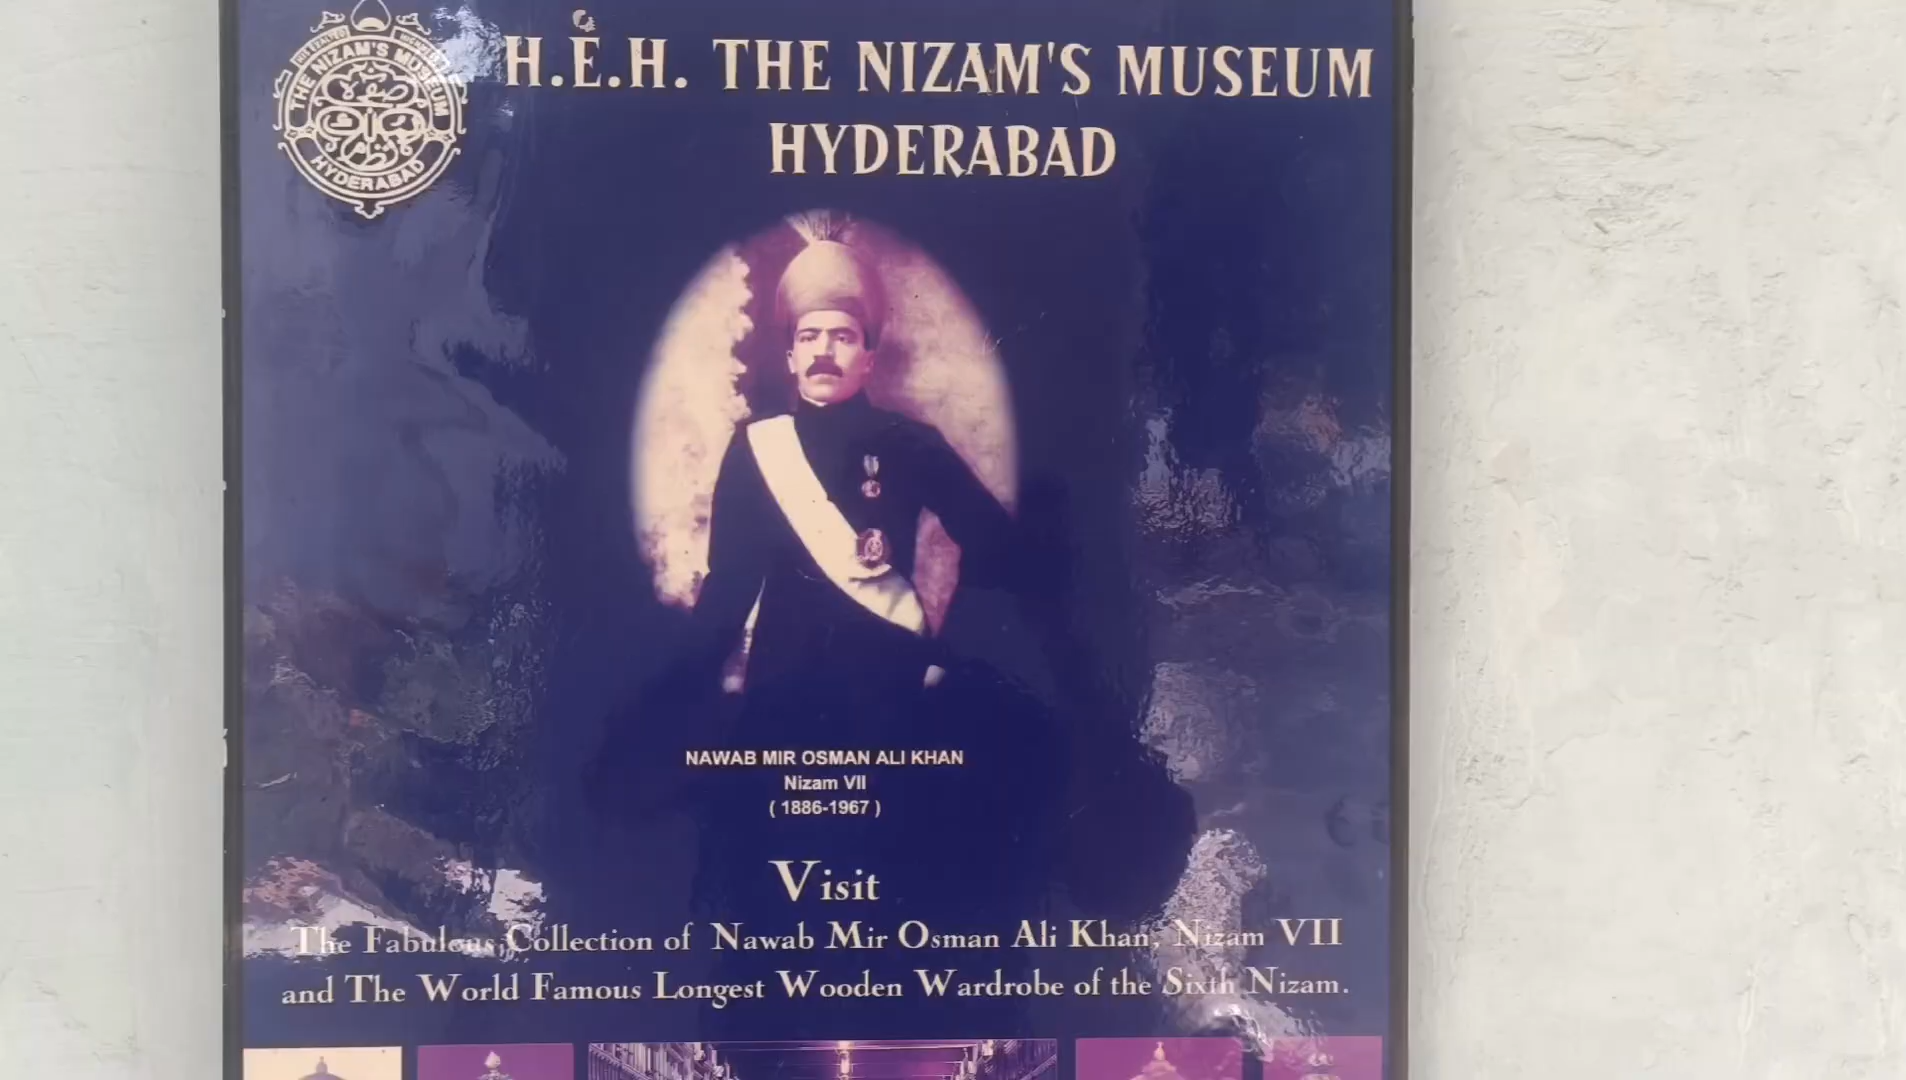 H.E.H. THE NIZAM'S MUSEUM
HYDERABAD
THE NIZAM'S MUSEUM
HYDERABAD
NAWAB MIR OSMAN ALI KHAN
Nizam VII
( 1886-1967 )
Visit
The Fabulous Collection of Nawab Mir Osman Ali Khan, Nizam VII
and The World Famous Longest Wooden Wardrobe of the Sixth Nizam.